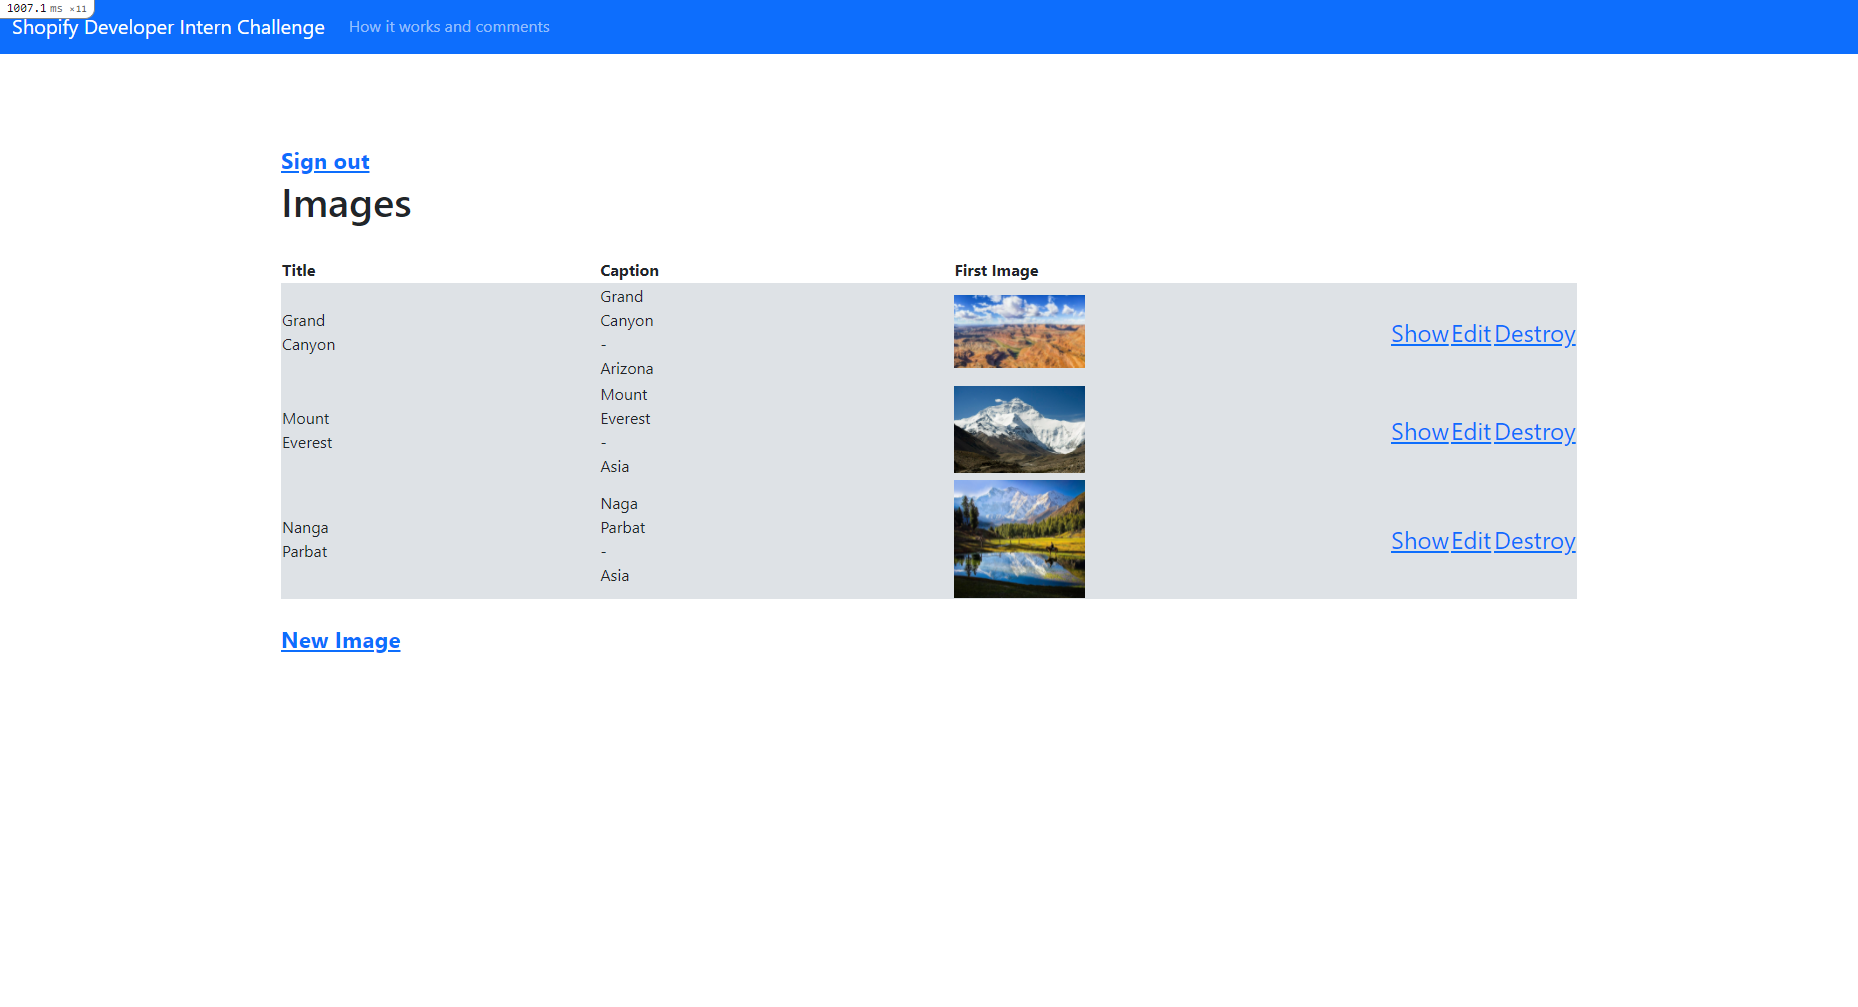 1007.1 ms ×11
Shopify Developer Intern Challenge How it works and comments
Sign out
Images
Title Caption First Image
Grand
Canyon
Grand
Canyon
-
Arizona
Show Edit Destroy
Mount
Everest
Mount
Everest
-
Asia
Show Edit Destroy
Nanga
Parbat
Naga
Parbat
-
Asia
Show Edit Destroy
New Image